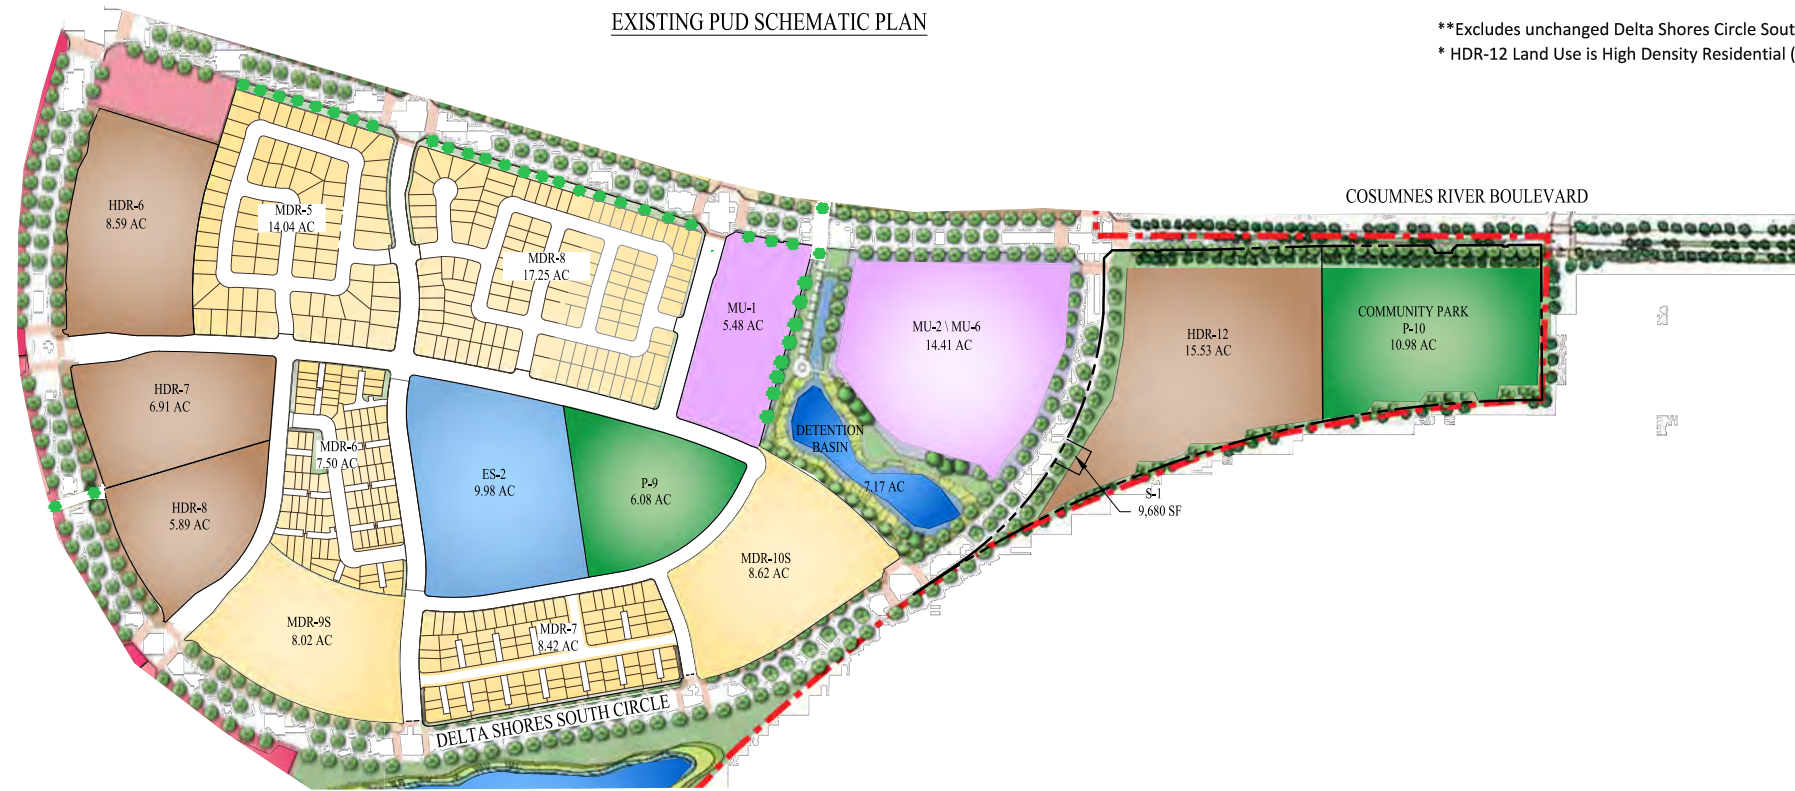 EXISTING PUD SCHEMATIC PLAN
**Excludes unchanged Delta Shores Circle Sout
* HDR-12 Land Use is High Density Residential (
COSUMNES RIVER BOULEVARD
HDR-6
8.59 AC
MDR-5
14.04 AC
MDR-8
17.25 AC
MU-1
5.48 AC
MU-2 \ MU-6
14.41 AC
HDR-12
15.53 AC
COMMUNITY PARK
P-10
10.98 AC
HDR-7
6.91 AC
MDR-6
7.50 AC
HDR-8
5.89 AC
ES-2
9.98 AC
P-9
6.08 AC
DETENTION
BASIN
7.17 AC
S-1
9,680 SF
MDR-10S
8.62 AC
MDR-9S
8.02 AC
MDR-7
8.42 AC
DELTA SHORES SOUTH CIRCLE